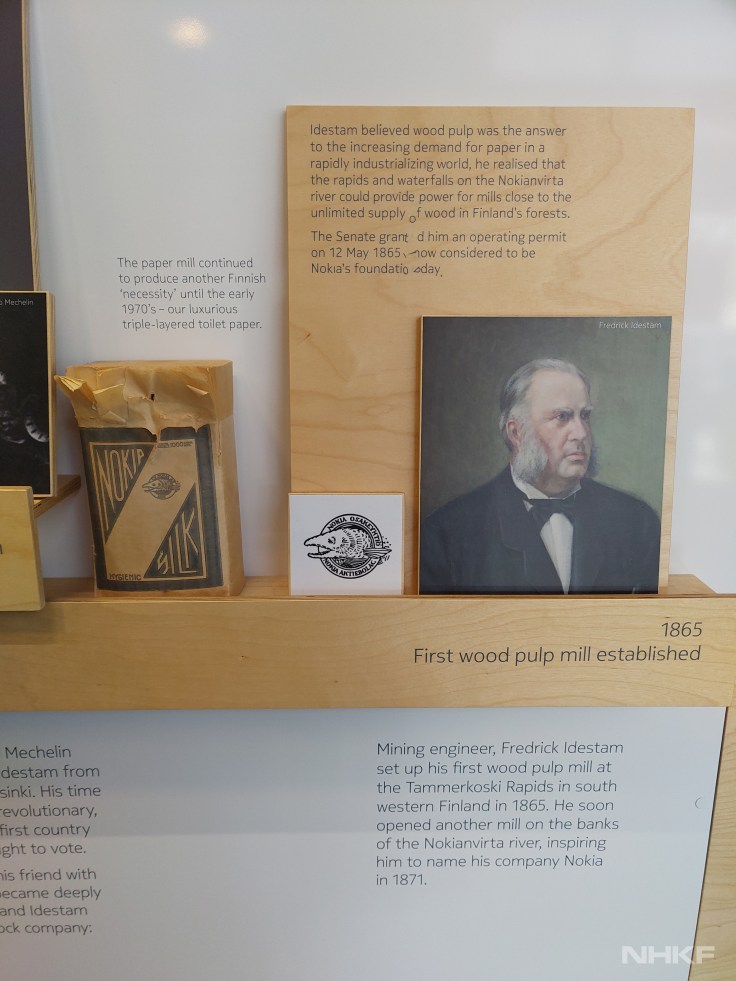 Idestam believed wood pulp was the answer
to the increasing demand for paper in a
rapidly industrializing world, he realised that
the rapids and waterfalls on the Nokianvirta
river could provide power for mills close to the
unlimited supply of wood in Finland's forests.
The Senate grant d him an operating permit
on 12 May 1865 now considered to be
Nokia's foundatio day.
The paper mill continued
to produce another Finnish
'necessity' until the early
1970's – our luxurious
triple-layered toilet paper.
Mechelin
Fredrick Idestam
NOKIA
SILK
HYGIENIC
NOKIA OSAKEYHTIÖ
NOKIA AKTIEBOLAG
1865
First wood pulp mill established
Mechelin
destam from
sinki. His time
revolutionary,
first country
ght to vote.
his friend with
became deeply
and Idestam
ock company:
Mining engineer, Fredrick Idestam
set up his first wood pulp mill at
the Tammerkoski Rapids in south
western Finland in 1865. He soon
opened another mill on the banks
of the Nokianvirta river, inspiring
him to name his company Nokia
in 1871.
NHKF